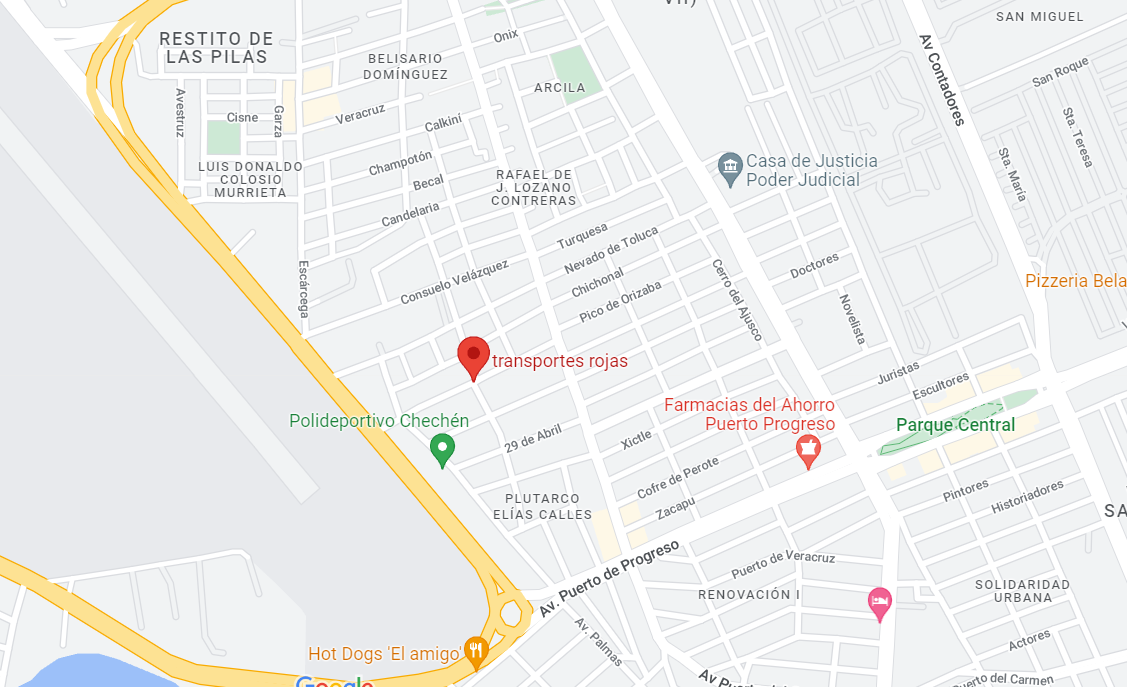 VII)
SAN MIGUEL
RESTITO DE
LAS PILAS
Onix
Av Contadores
BELISARIO
DOMÍNGUEZ
San Roque
ARCILA
Avestruz
Cisne
Garza
Veracruz
Calkiní
Sta. Teresa
LUIS DONALDO
COLOSIO
MURRIETA
Champotón
Becal
RAFAEL DE
J. LOZANO
CONTRERAS
Casa de Justicia
Poder Judicial
Sta. María
Candelaria
Turquesa
Nevado de Toluca
Escárcega
Consuelo Velázquez
Chichonal
Pico de Orizaba
Cerro del Ajusco
Doctores
Novelista
Pizzeria Bela
transportes rojas
Juristas
Escultores
Polideportivo Chechén
29 de Abril
Xictle
Farmacias del Ahorro
Puerto Progreso
Parque Central
Cofre de Perote
Zacapu
PLUTARCO
ELÍAS CALLES
Pintores
Historiadores
SA
Av. Puerto de Progreso
Puerto de Veracruz
RENOVACIÓN I
SOLIDARIDAD
URBANA
Av. Palmas
Actores
Hot Dogs 'El amigo'
Av Puerto del
Puerto del Carmen
Google